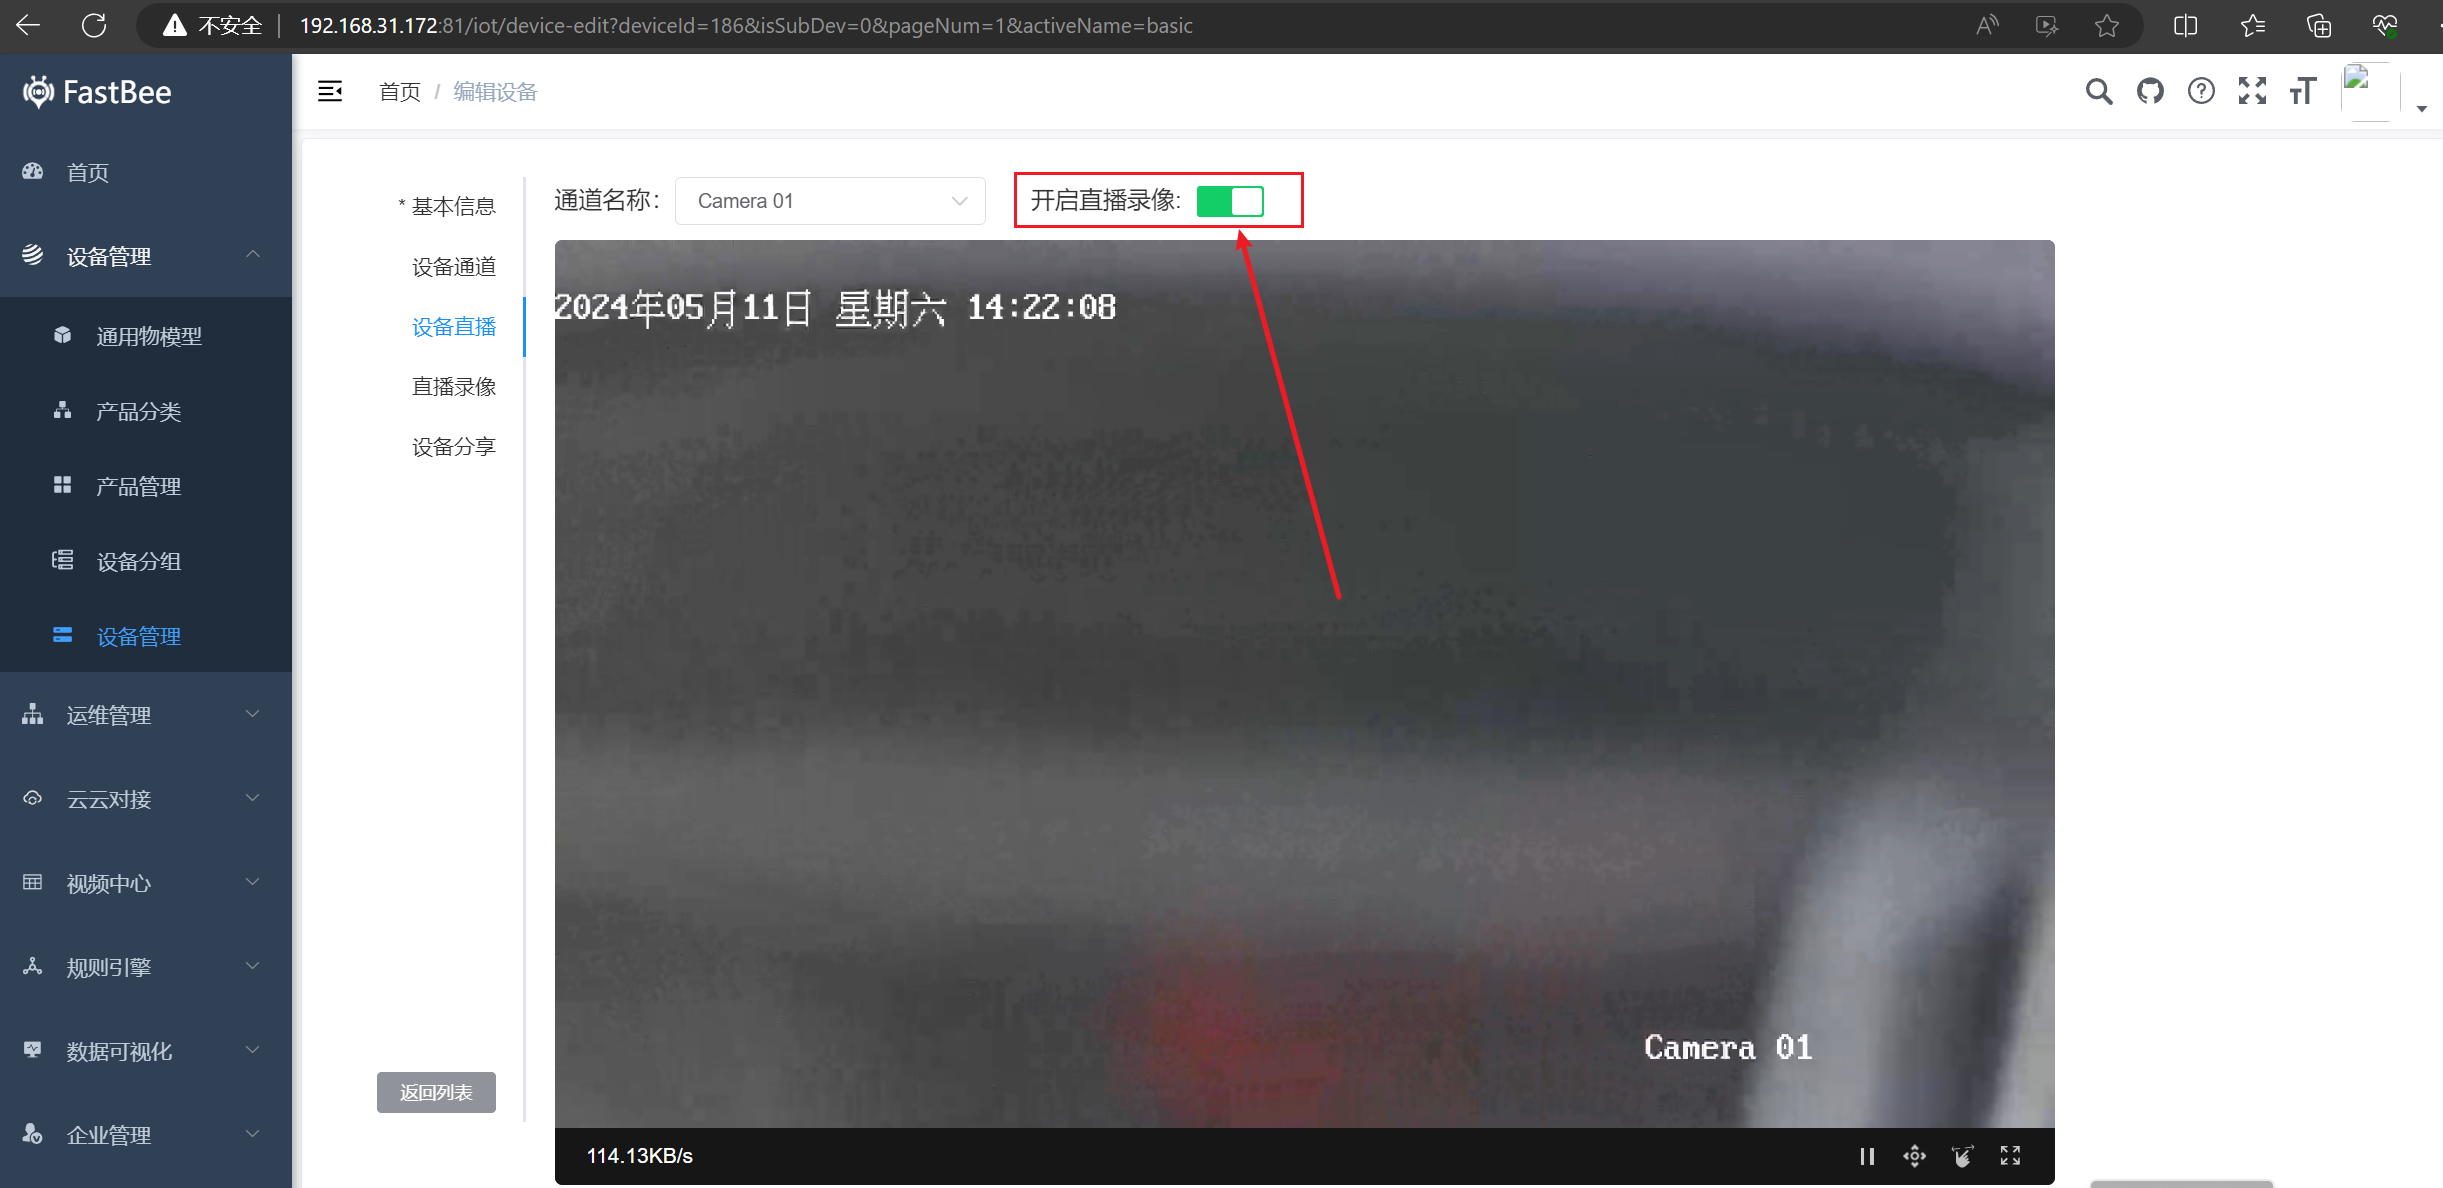 不安全 192.168.31.172:81/iot/device-edit?deviceId=186&isSubDev=0&pageNum=1&activeName=basic
FastBee
首页 / 编辑设备
首页
设备管理
通用物模型
产品分类
产品管理
设备分组
设备管理
运维管理
云云对接
视频中心
规则引擎
数据可视化
企业管理
* 基本信息
设备通道
设备直播
直播录像
设备分享
返回列表
通道名称: Camera 01 开启直播录像:
2024年05月11日 星期六 14:22:08
Camera 01
114.13KB/s